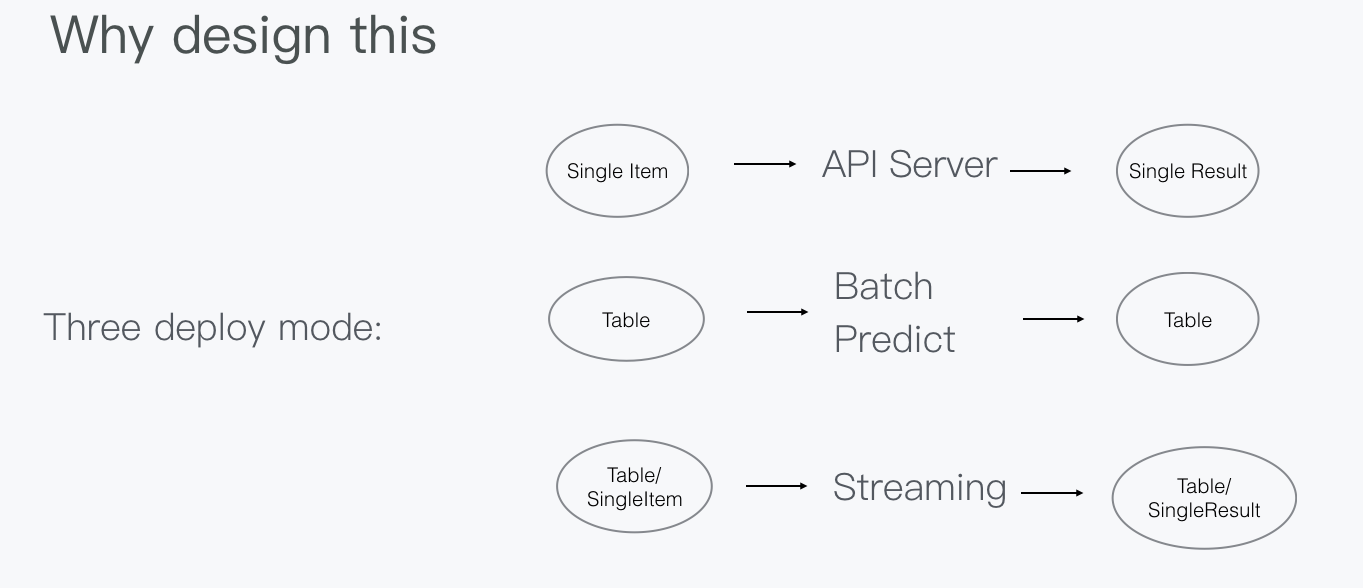 Why design this
Single Item
API Server
Single Result
Three deploy mode:
Table
Batch
Predict
Table
Table/
SingleItem
Streaming
Table/
SingleResult